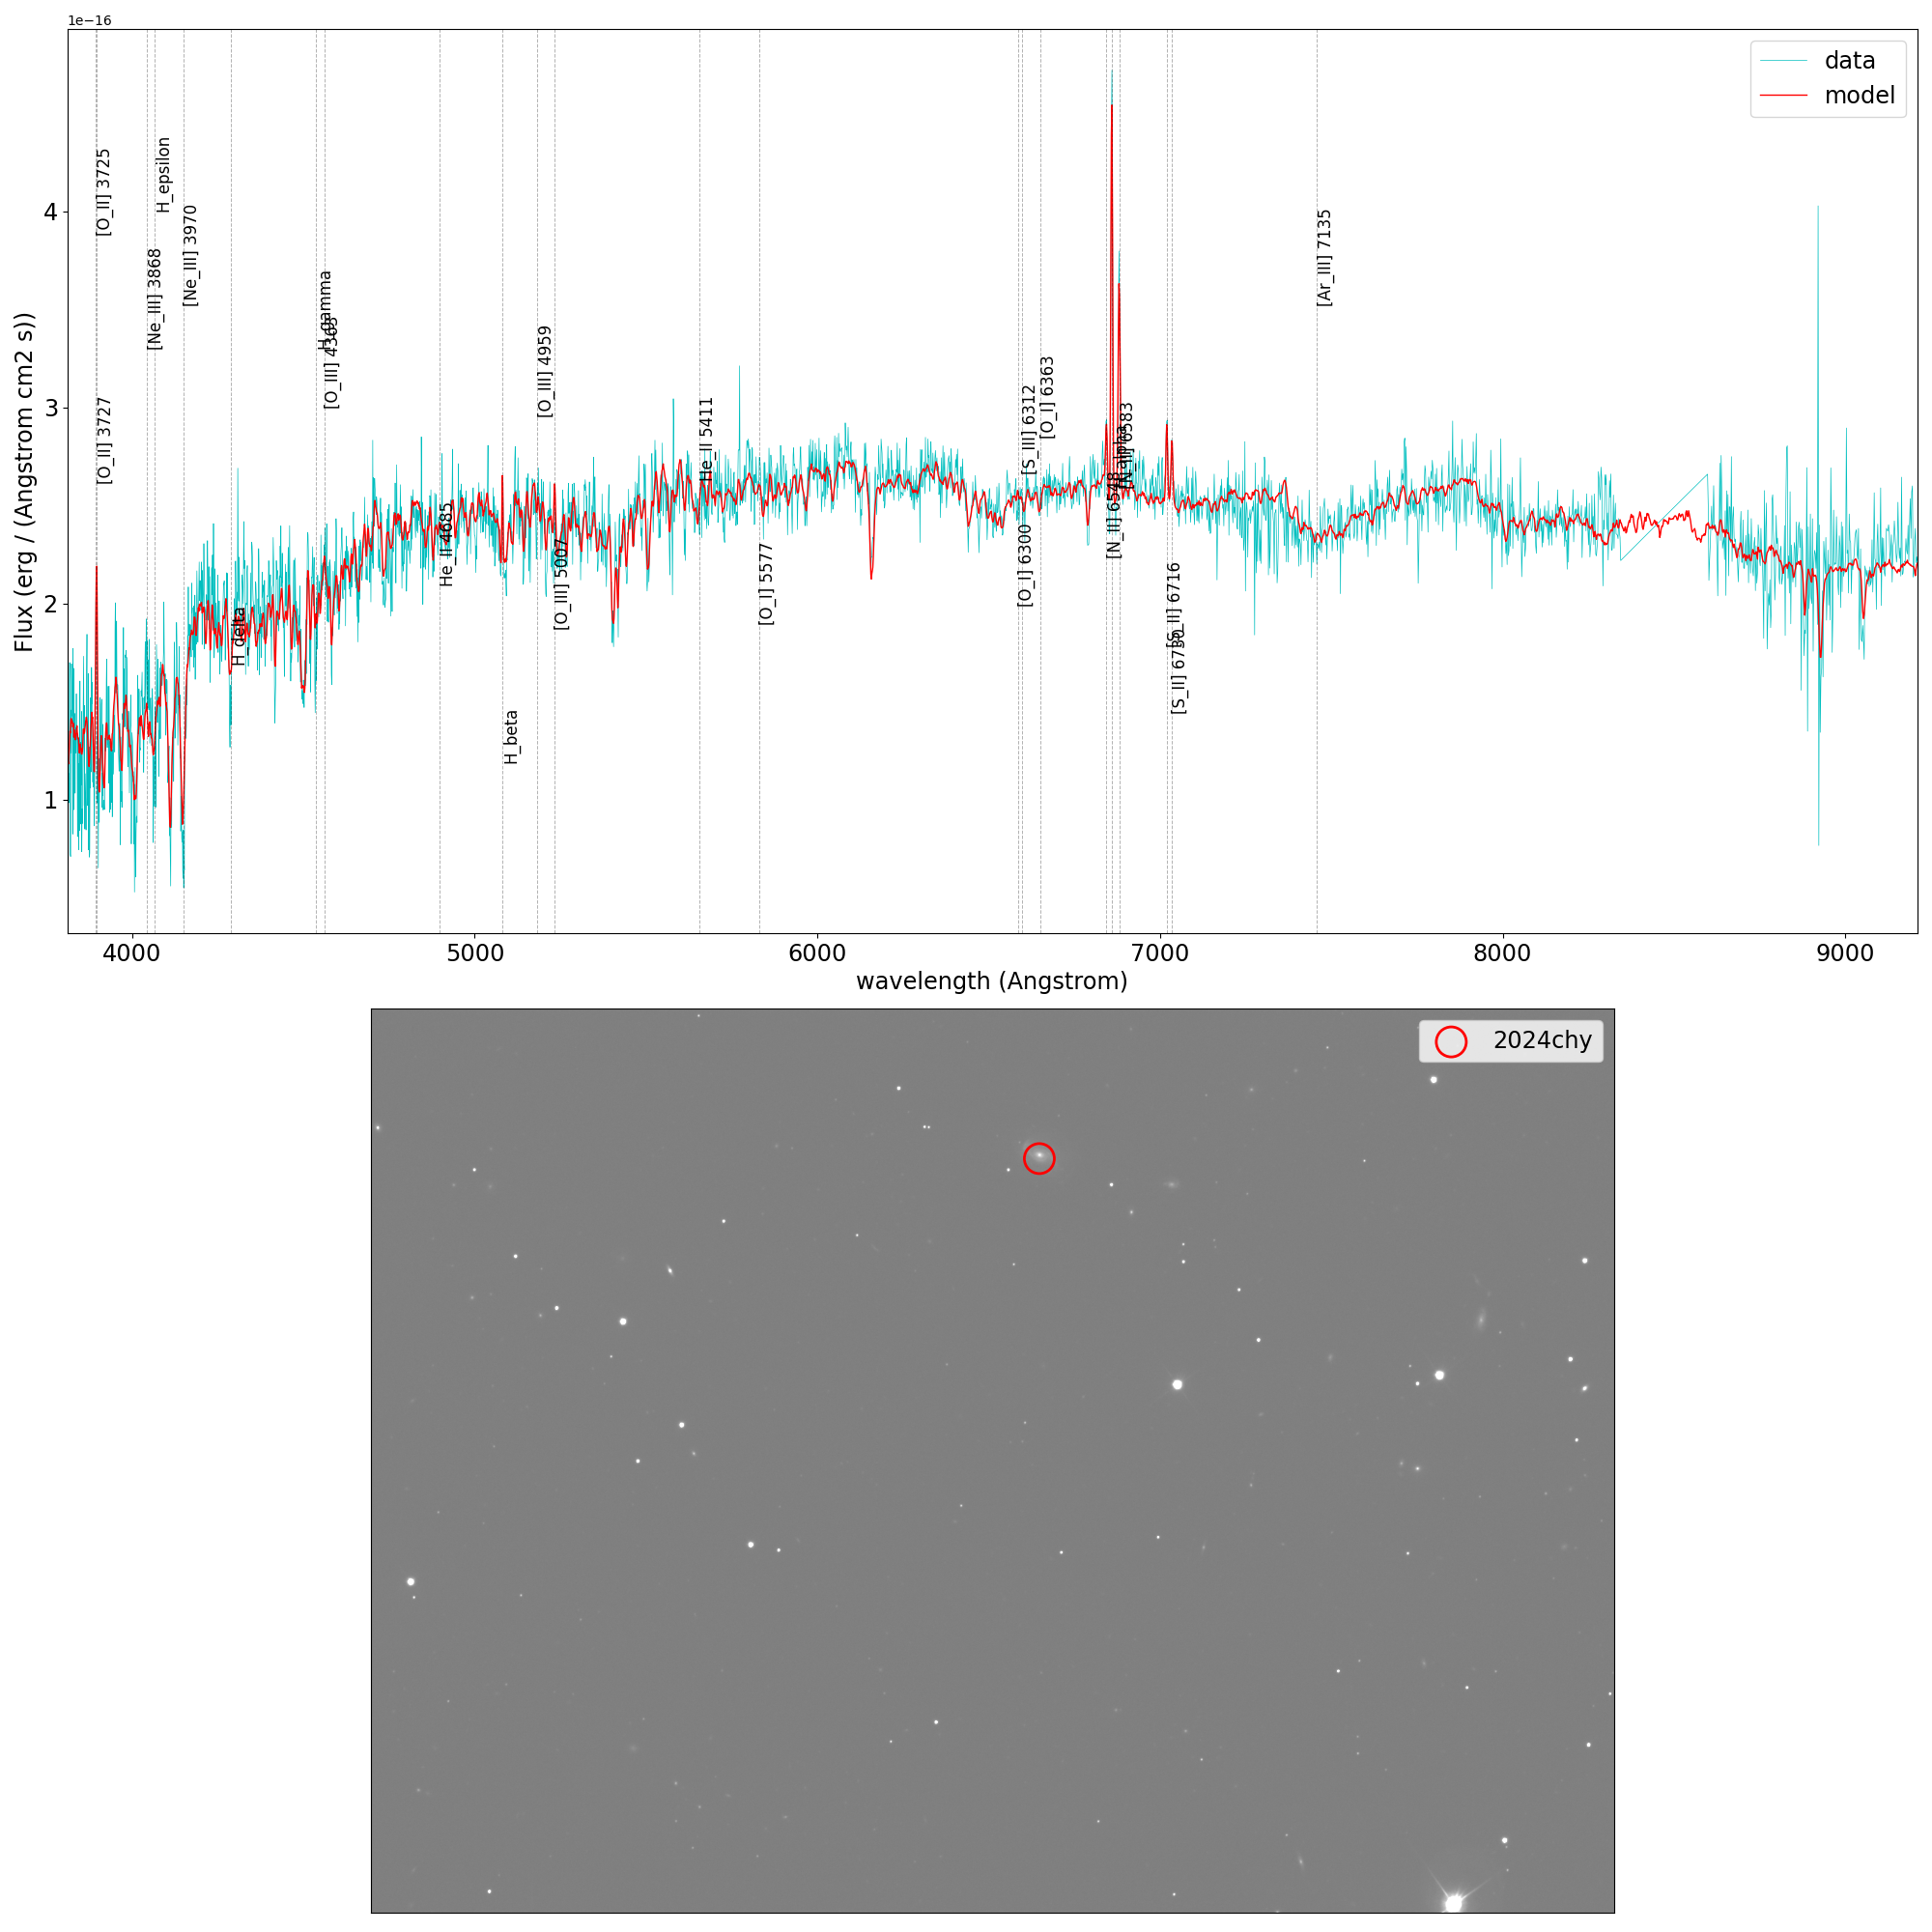 1e−16
data
model
Flux (erg / (Angstrom cm2 s))
4
3
2
1
[O_II] 3725
[O_II] 3727
[Ne_III] 3868
H_epsilon
[Ne_III] 3970
H_delta
H_gamma
[O_III] 4363
He_II 4685
H_beta
[O_III] 4959
[O_III] 5007
He_II 5411
[O_I] 5577
[O_I] 6300
[S_III] 6312
[O_I] 6363
[N_II] 6548
H_alpha
[N_II] 6583
[S_II] 6716
[S_II] 6730
[Ar_III] 7135
4000
5000
6000
7000
8000
9000
wavelength (Angstrom)
2024chy